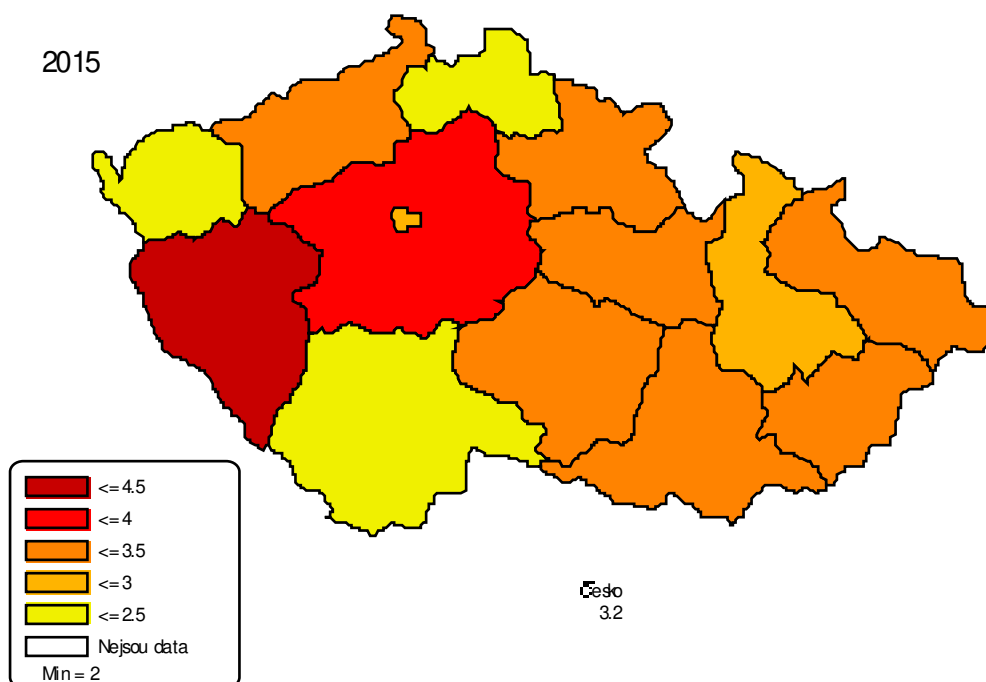 2015
<= 4.5
<= 4
<= 3.5
<= 3
<= 2.5
Nejsou data
Min = 2
Česko
3.2